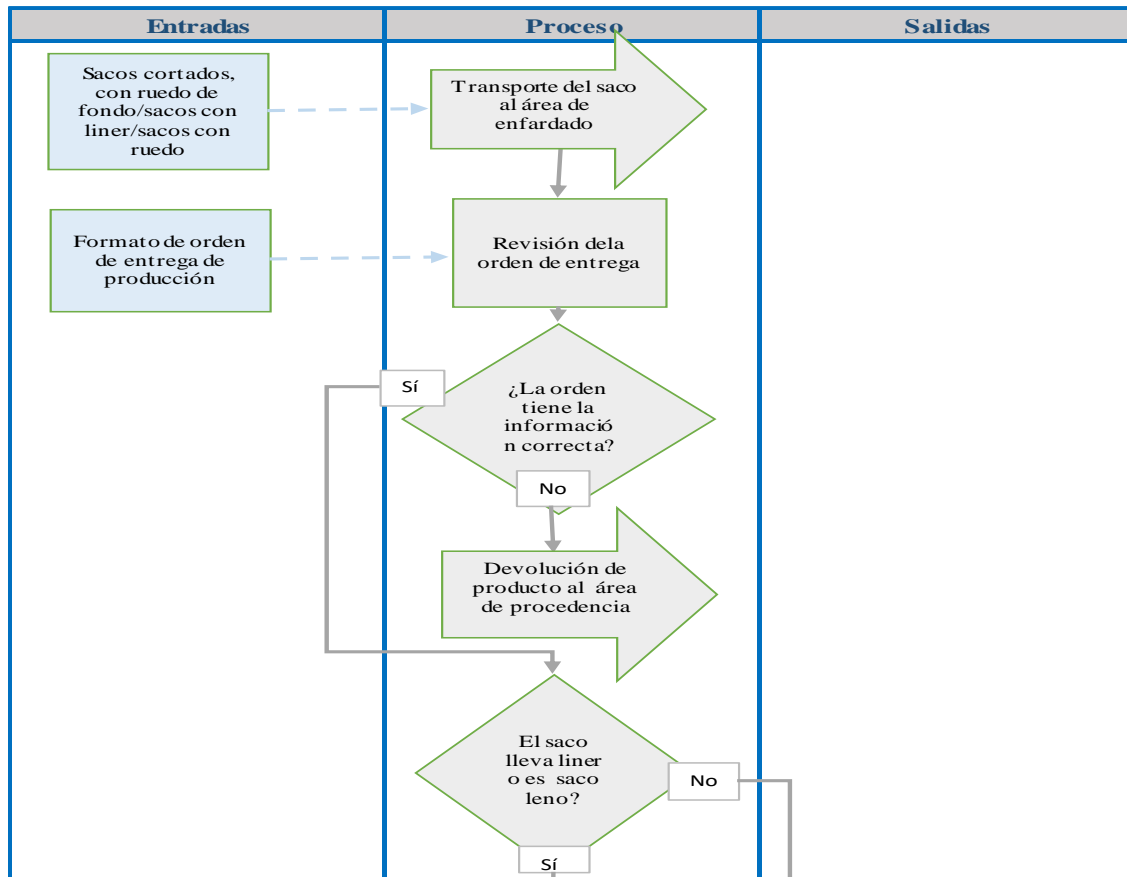 Entradas
Proceso
Salidas
Sacos cortados,
con ruedo de
fondo/sacos con
liner/sacos con
ruedo
Transporte del saco
al área de
enfardado
Formato de orden
de entrega de
producción
Revisión dela
orden de entrega
Sí
¿La orden
tiene la
informació
n correcta?
No
Devolución de
producto al área
de procedencia
El saco
lleva liner
o es saco
leno?
No
Sí